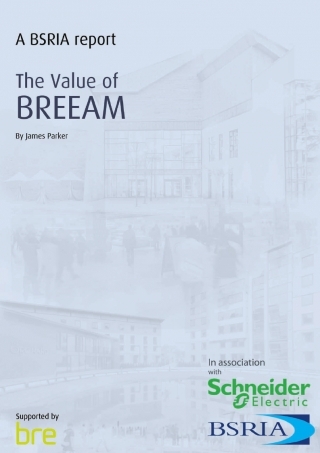 A BSRIA report
The Value of
BREEAM
By James Parker
In association
with
Schneider
Electric
Supported by
bre
BSRIA